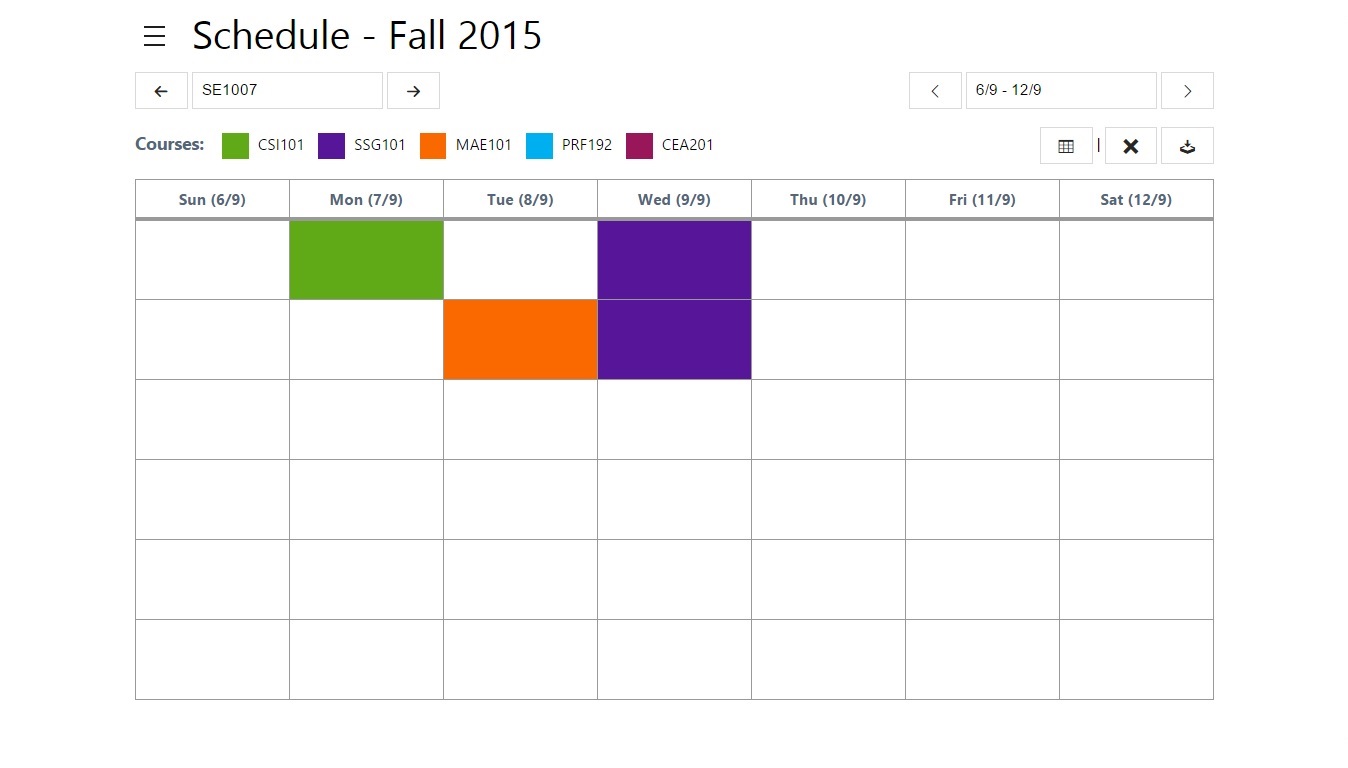 Schedule - Fall 2015
SE1007
6/9 - 12/9
Courses: CSI101 SSG101 MAE101 PRF192 CEA201
|
Sun (6/9) Mon (7/9) Tue (8/9) Wed (9/9) Thu (10/9) Fri (11/9) Sat (12/9)